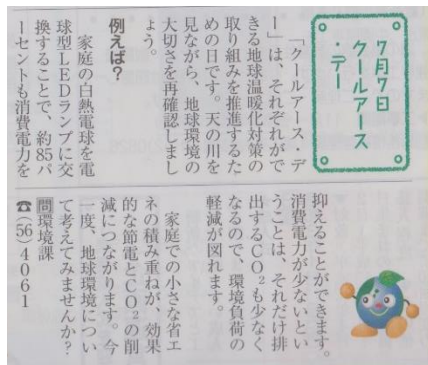 7月7日
クールアース
・デー
「クールアース・デ
ー」は、それぞれがで
きる地球温暖化対策の
取り組みを推進するた
めの日です。天の川を
見ながら、地球環境の
大切さを再確認しまし
ょう。
例えば?
家庭の白熱電球を電
球型LEDランプに交
換することで、約85パ
ーセントも消費電力を
抑えることができます。
消費電力が少ないとい
うことは、それだけ排
出するCO₂も少なく
なるので、環境負荷の
軽減が図れます。
家庭での小さな省エ
ネの積み重ねが、効果
的な節電とCO₂の削
減につながります。今
一度、地球環境につい
て考えてみませんか?
問環境課
☎(56)4061